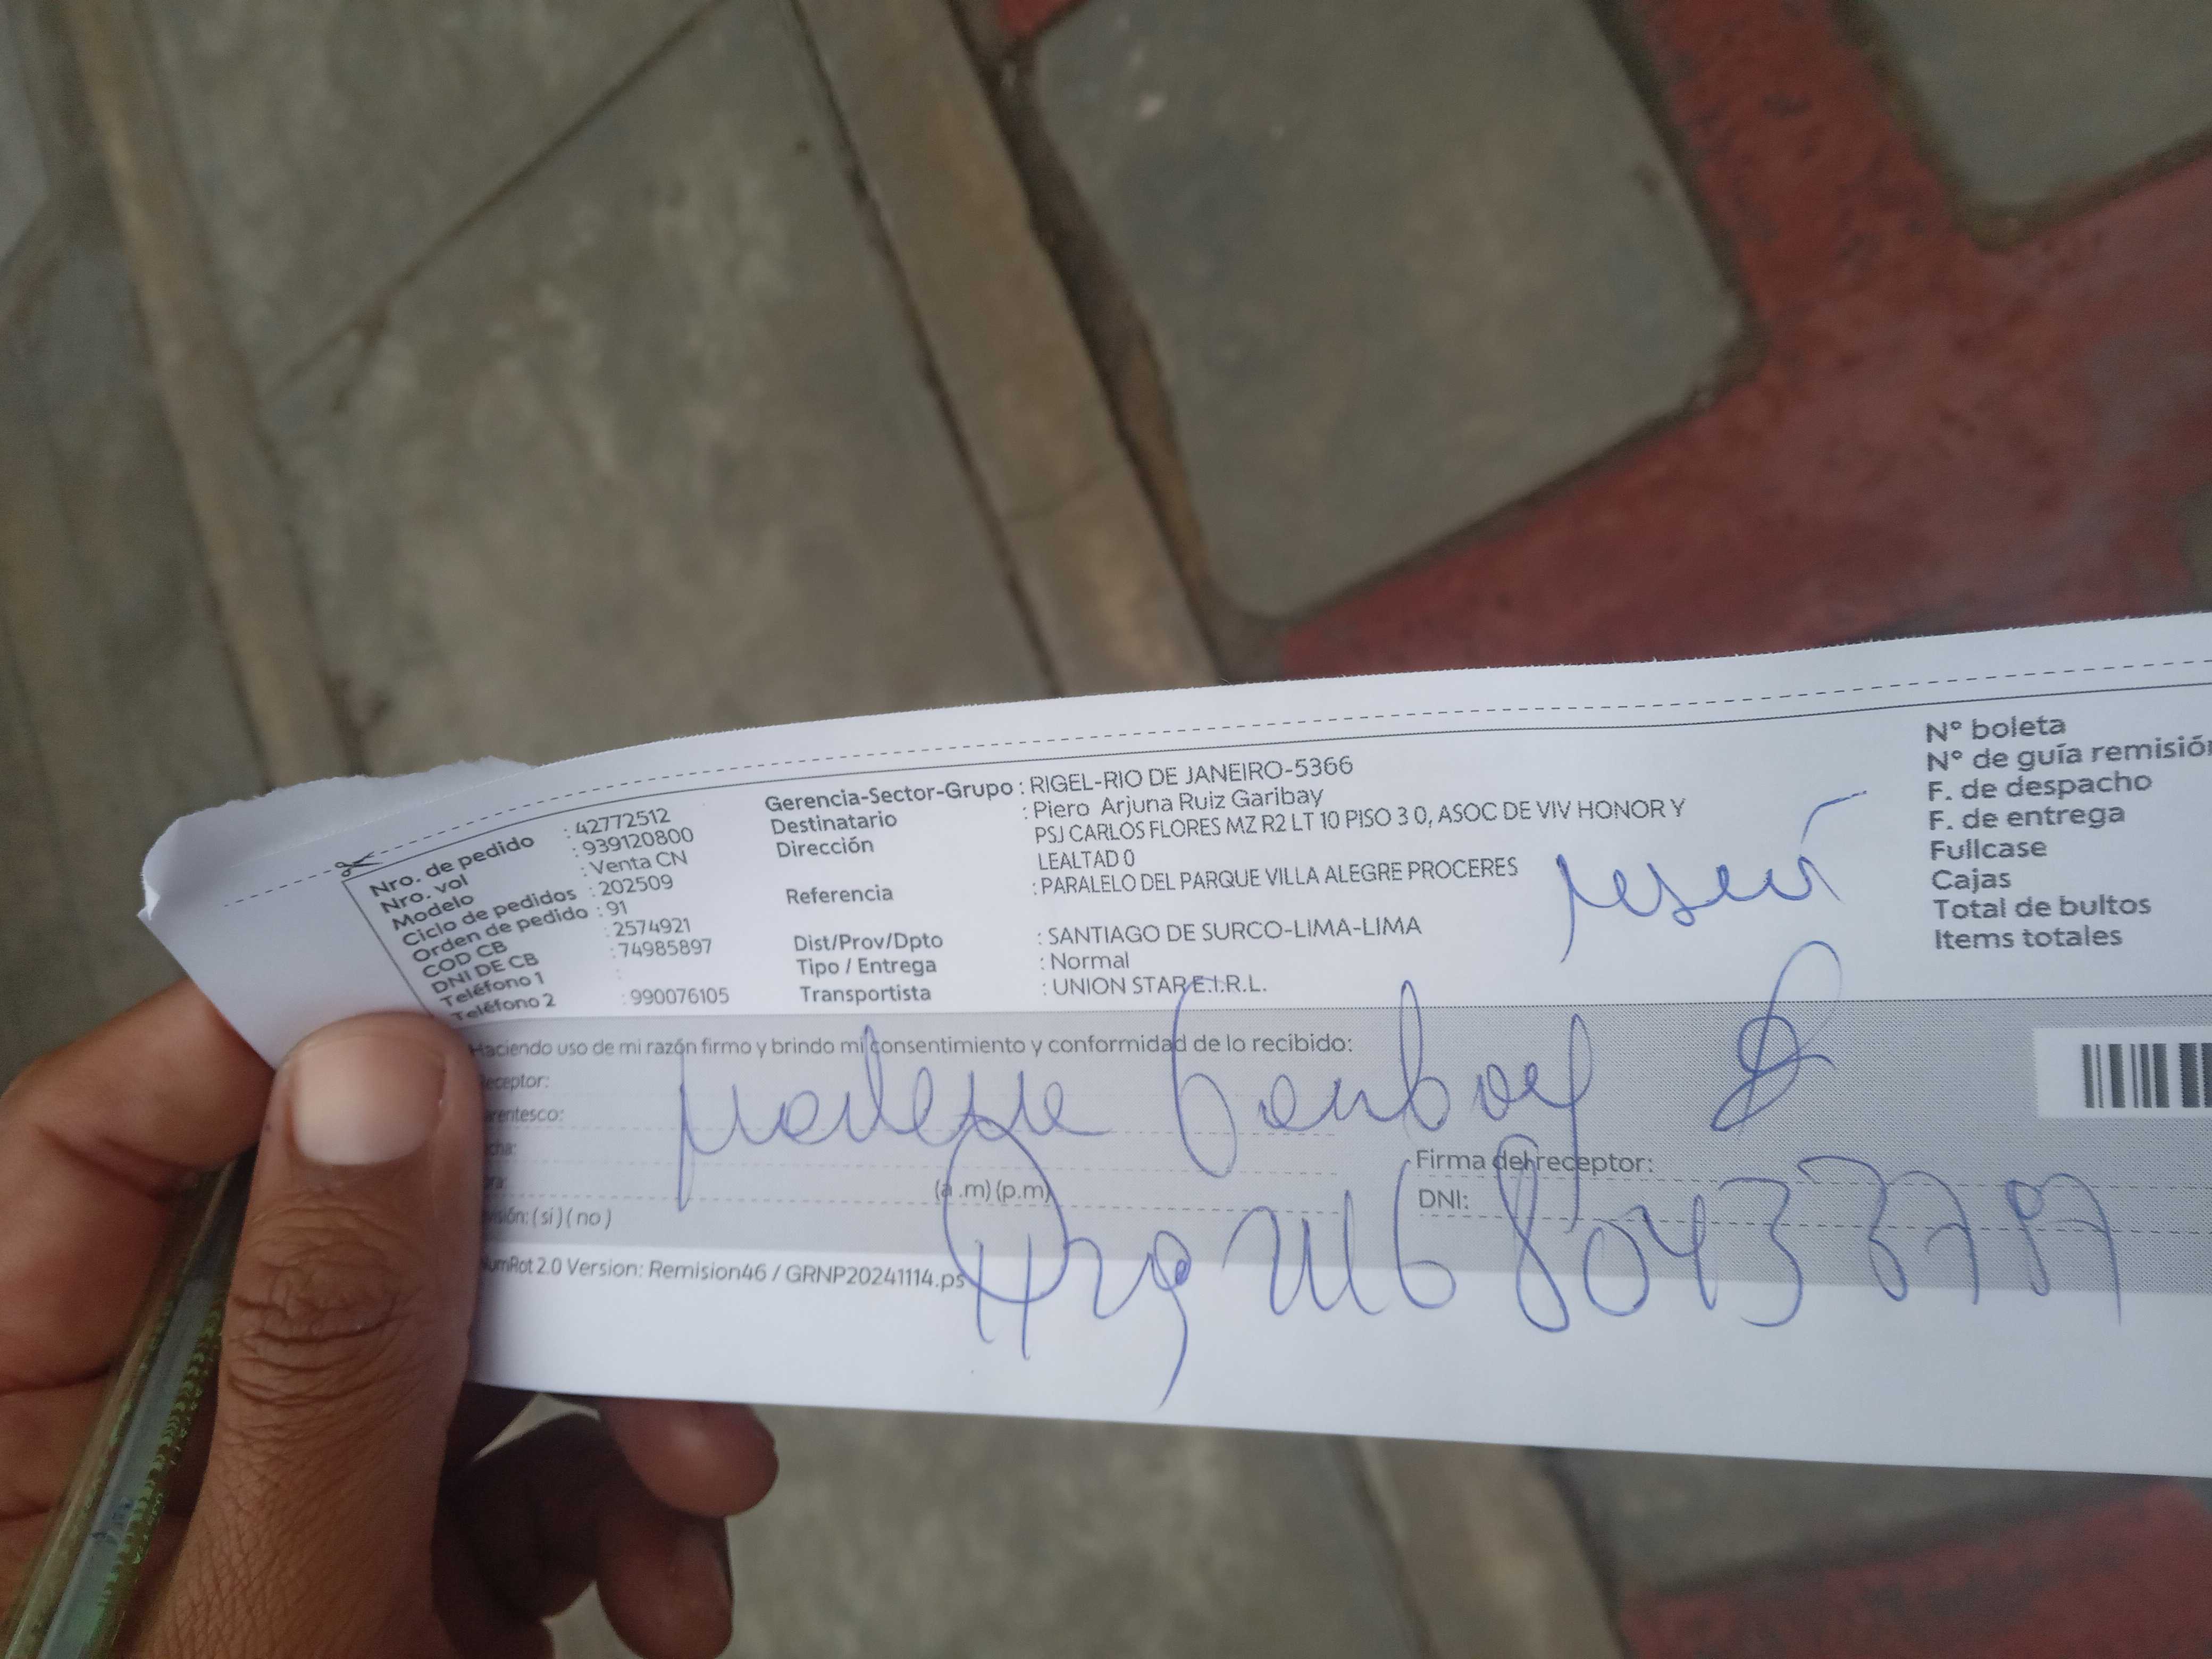 Nro. de pedido : 42772512
Nro. vol : 939120800
Modelo : Venta CN
Ciclo de pedidos : 202509
Orden de pedido : 91
COD CB : 2574921
DNI DE CB : 74985897
Teléfono 1 :
Teléfono 2 : 990076105
Gerencia-Sector-Grupo : RIGEL-RIO DE JANEIRO-5366
Destinatario : Piero Arjuna Ruiz Garibay
Dirección PSJ CARLOS FLORES MZ R2 LT 10 PISO 3 0, ASOC DE VIV HONOR Y
LEALTAD 0
Referencia : PARALELO DEL PARQUE VILLA ALEGRE PROCERES
Dist/Prov/Dpto : SANTIAGO DE SURCO-LIMA-LIMA
Tipo / Entrega : Normal
Transportista : UNION STAR E.I.R.L.
N° boleta
N° de guía remisión
F. de despacho
F. de entrega
Fullcase
Cajas
Total de bultos
Items totales
Haciendo uso de mi razón firmo y brindo mi consentimiento y conformidad de lo recibido:
eceptor:
rentesco:
(a .m) (p.m)
Firma del receptor:
DNI:
( si ) ( no )
NumRot 2.0 Version: Remision46 / GRNP20241114.ps